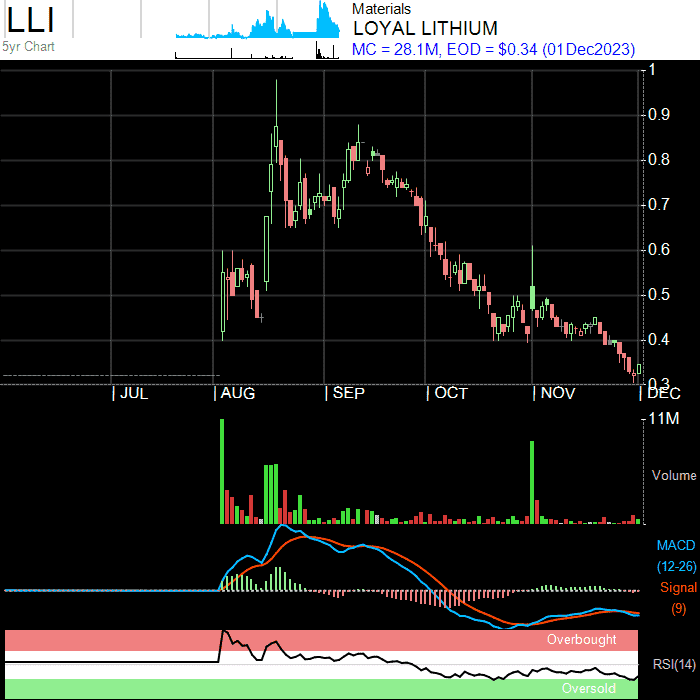 LLI
5yr Chart
Materials
LOYAL LITHIUM
MC = 28.1M, EOD = $0.34 (01Dec2023)
1
0.9
0.8
0.7
0.6
0.5
0.4
0.3
JUL AUG SEP OCT NOV DEC
11M
Volume
MACD
(12-26)
Signal
(9)
Overbought
RSI(14)
Oversold